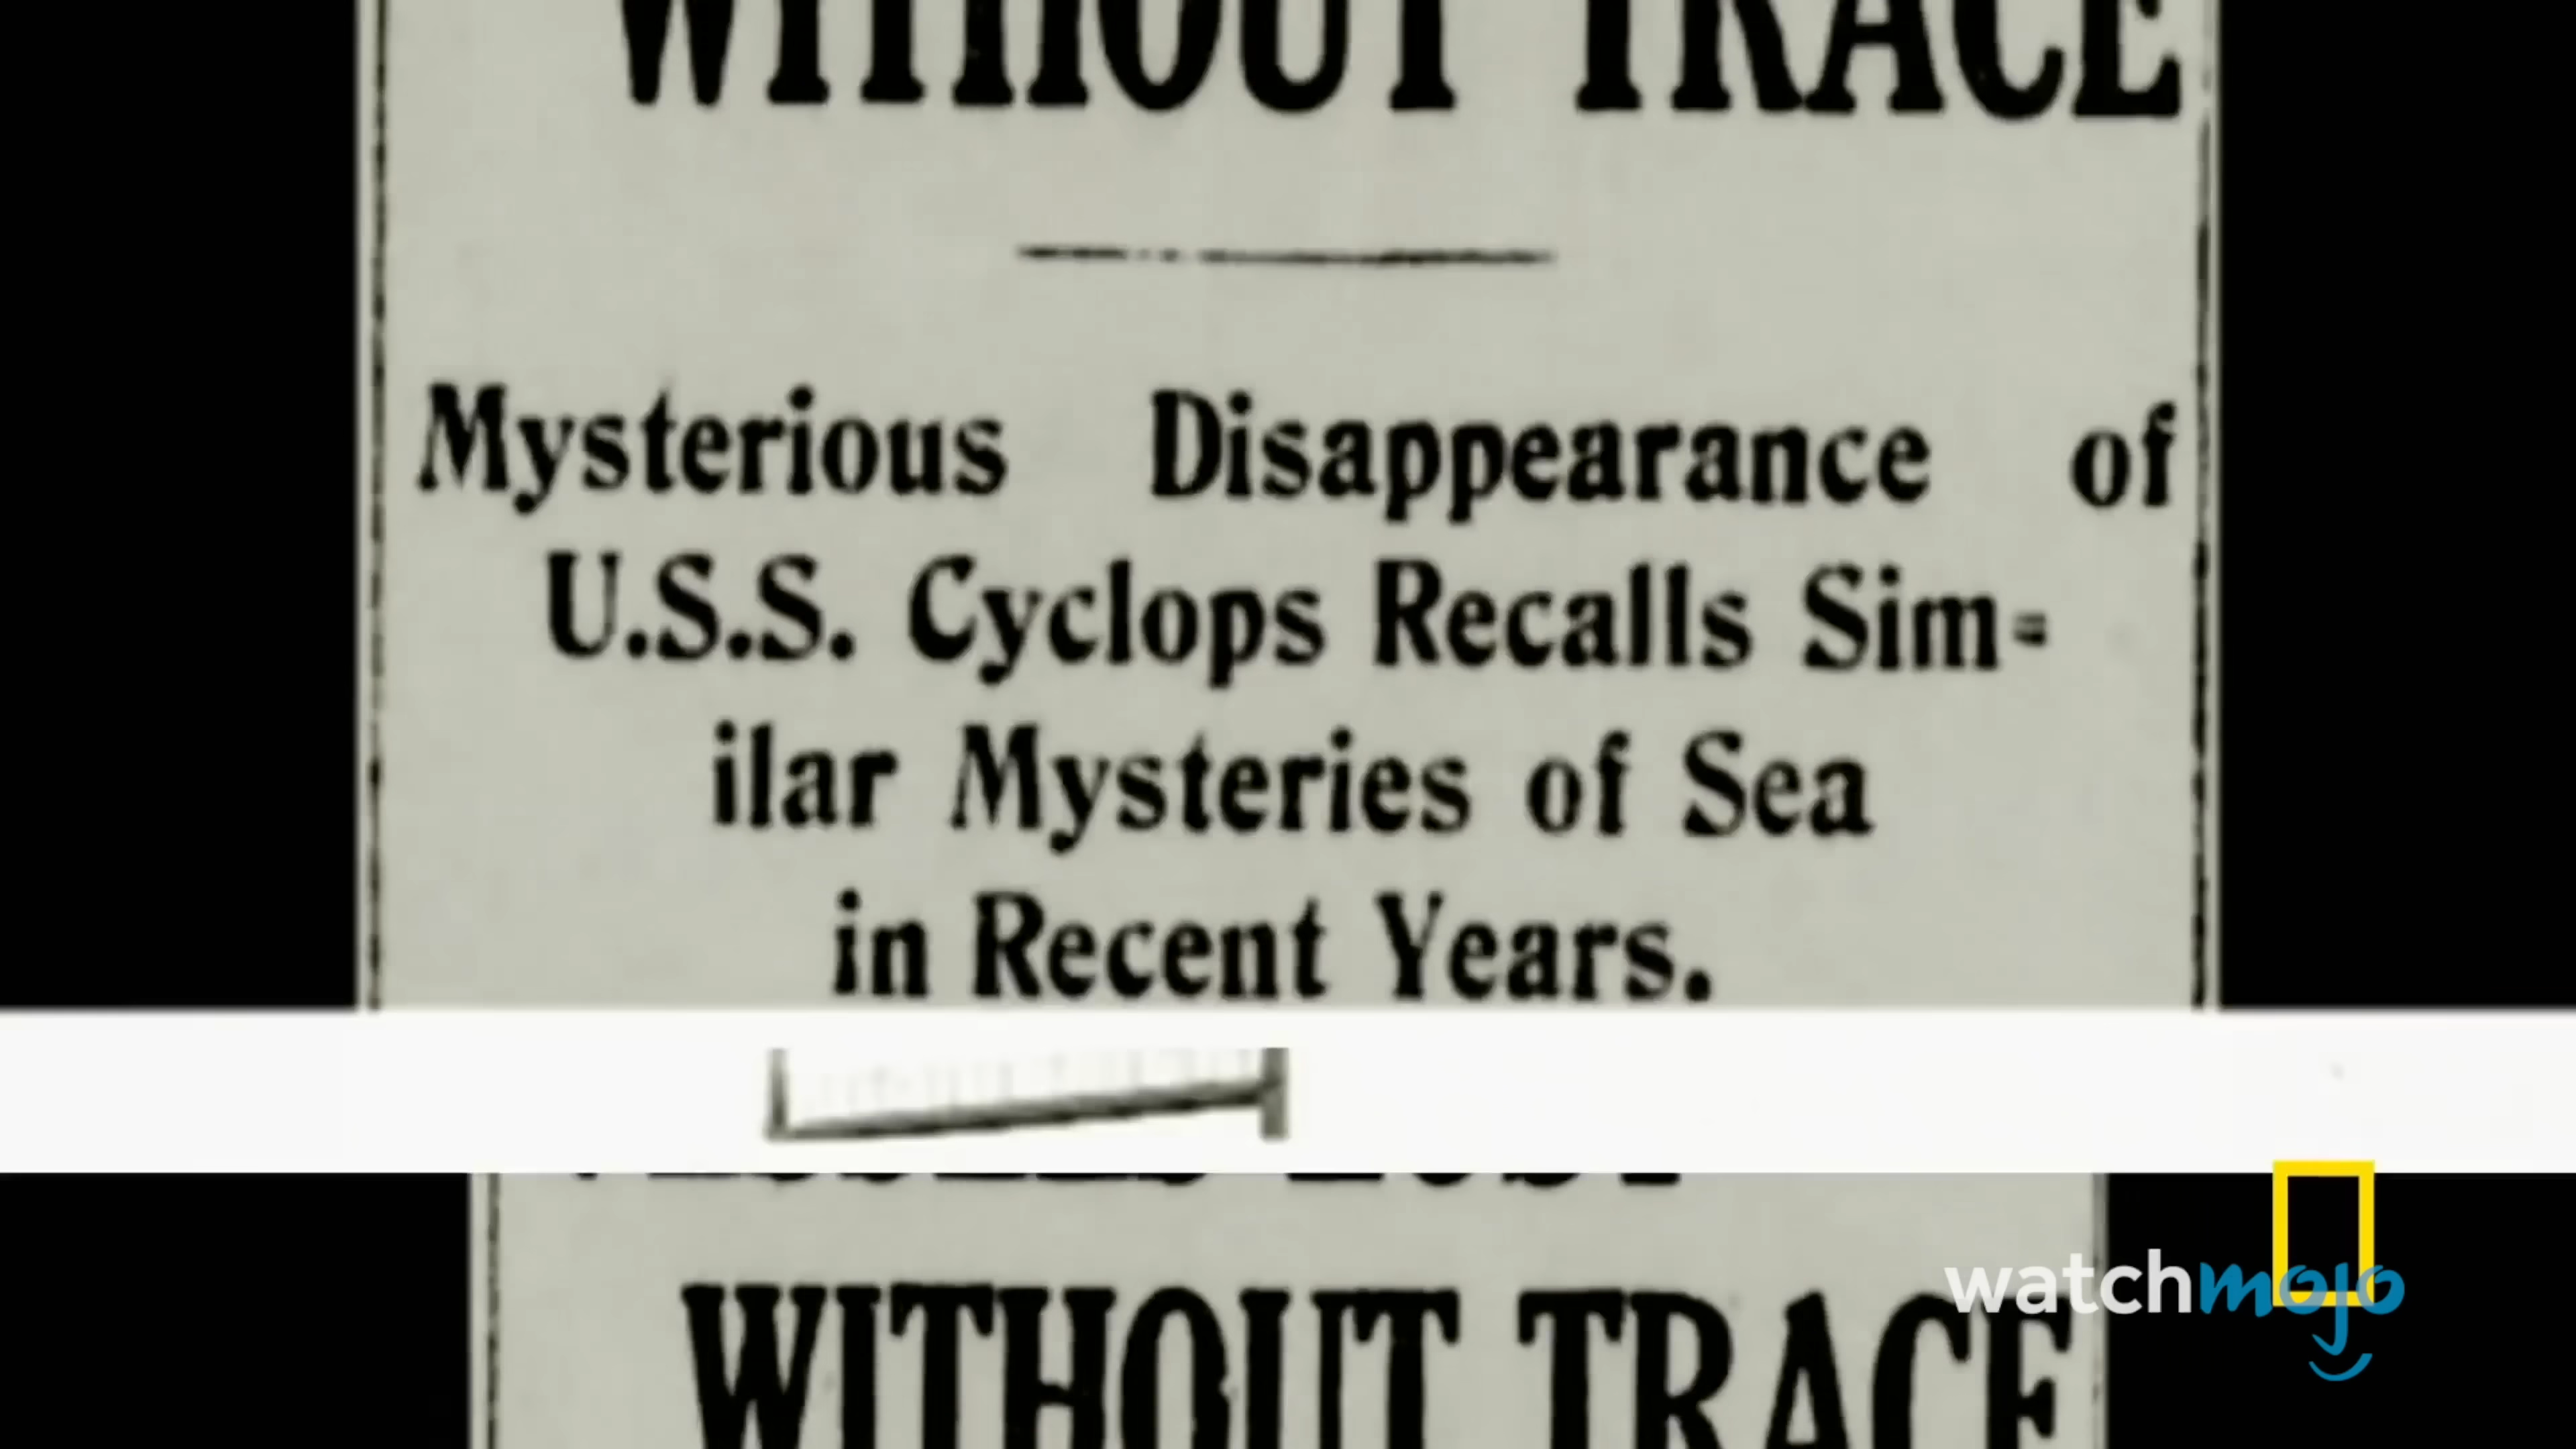 WITHOUT TRACE
Mysterious Disappearance of
U.S.S. Cyclops Recalls Sim=
ilar Mysteries of Sea
in Recent Years.
WITHOUT TRACE
watchmojo